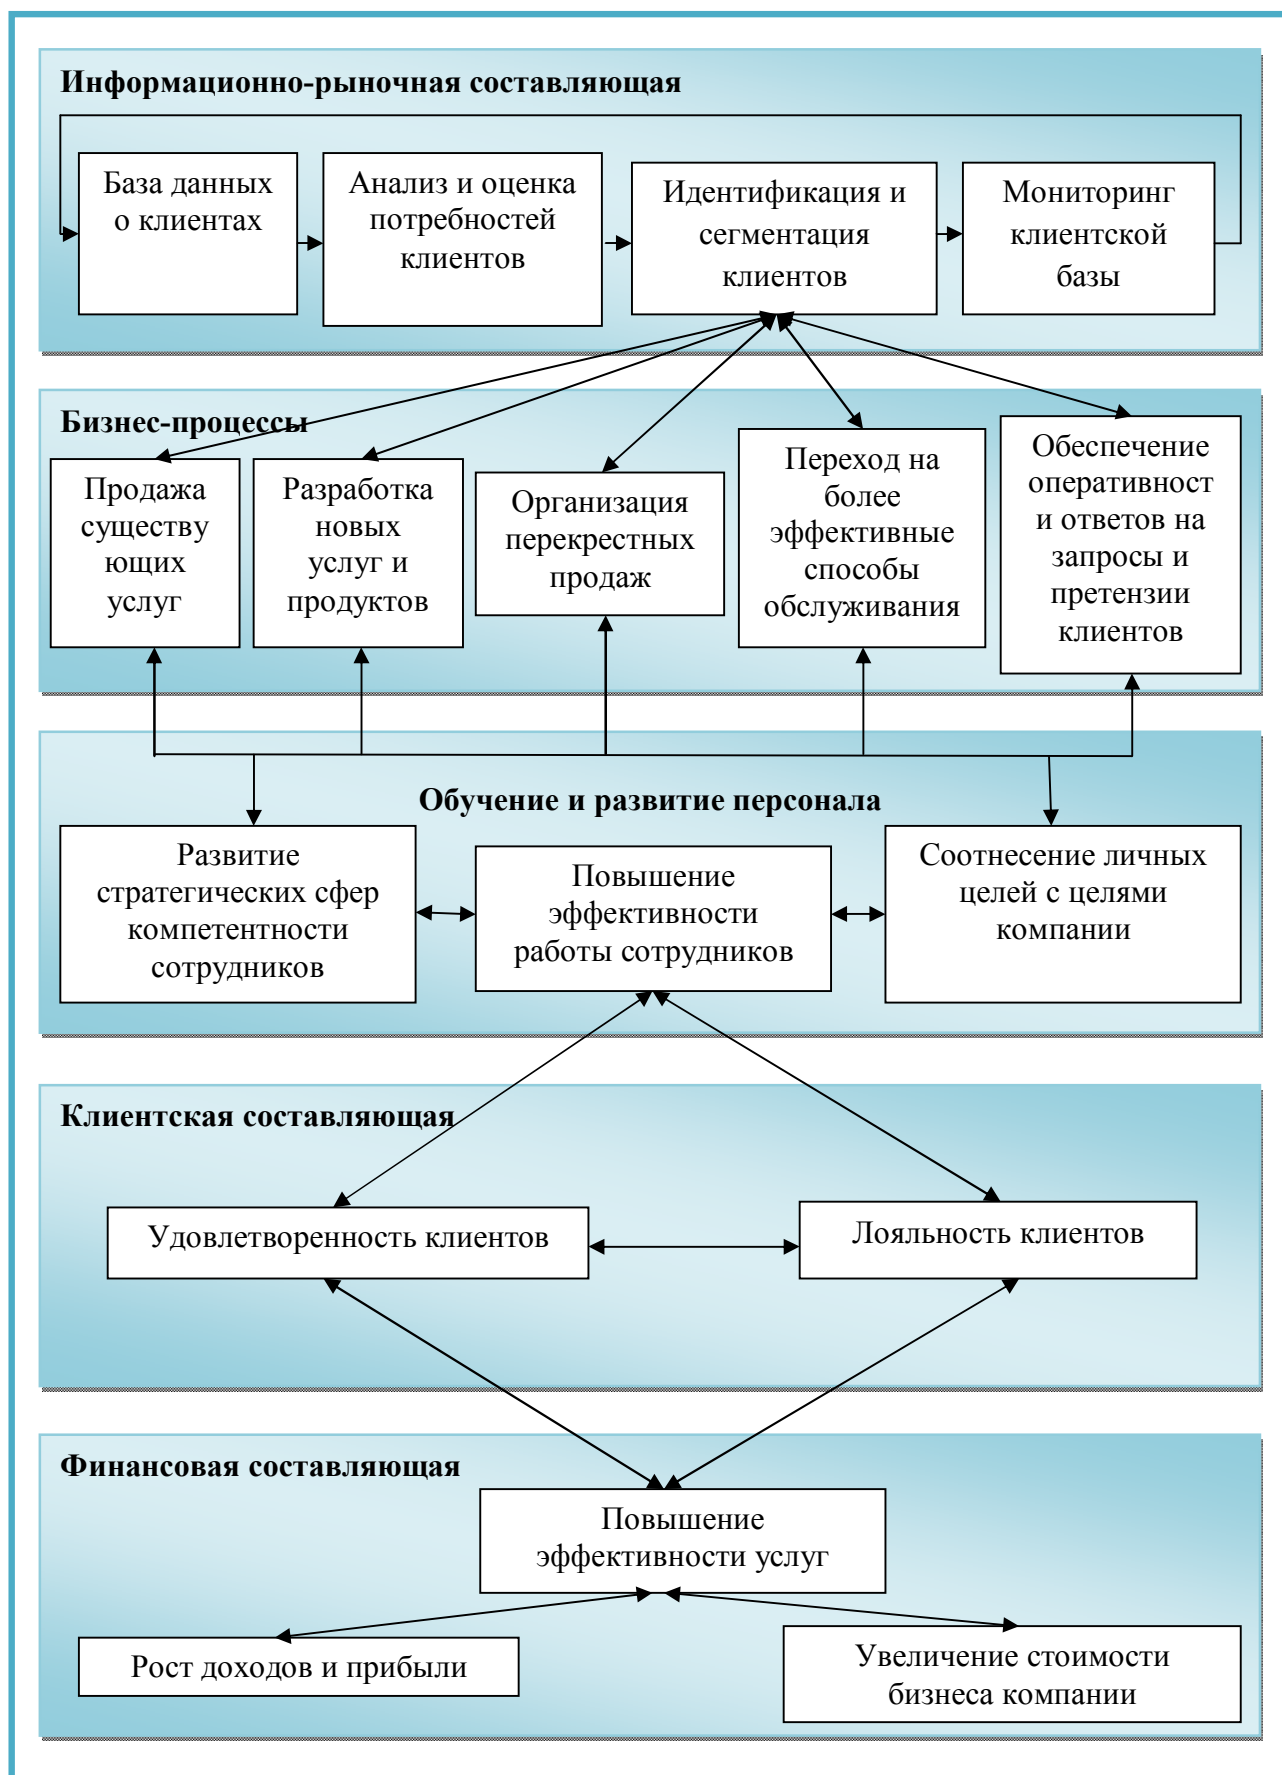 Информационно-рыночная составляющая
База данных
о клиентах
Анализ и оценка
потребностей
клиентов
Идентификация и
сегментация
клиентов
Мониторинг
клиентской
базы
Бизнес-процессы
Продажа
существу
ющих
услуг
Разработка
новых
услуг и
продуктов
Организация
перекрестных
продаж
Переход на
более
эффективные
способы
обслуживания
Обеспечение
оперативност
и ответов на
запросы и
претензии
клиентов
Обучение и развитие персонала
Развитие
стратегических сфер
компетентности
сотрудников
Повышение
эффективности
работы сотрудников
Соотнесение личных
целей с целями
компании
Клиентская составляющая
Удовлетворенность клиентов
Лояльность клиентов
Финансовая составляющая
Повышение
эффективности услуг
Рост доходов и прибыли
Увеличение стоимости
бизнеса компании